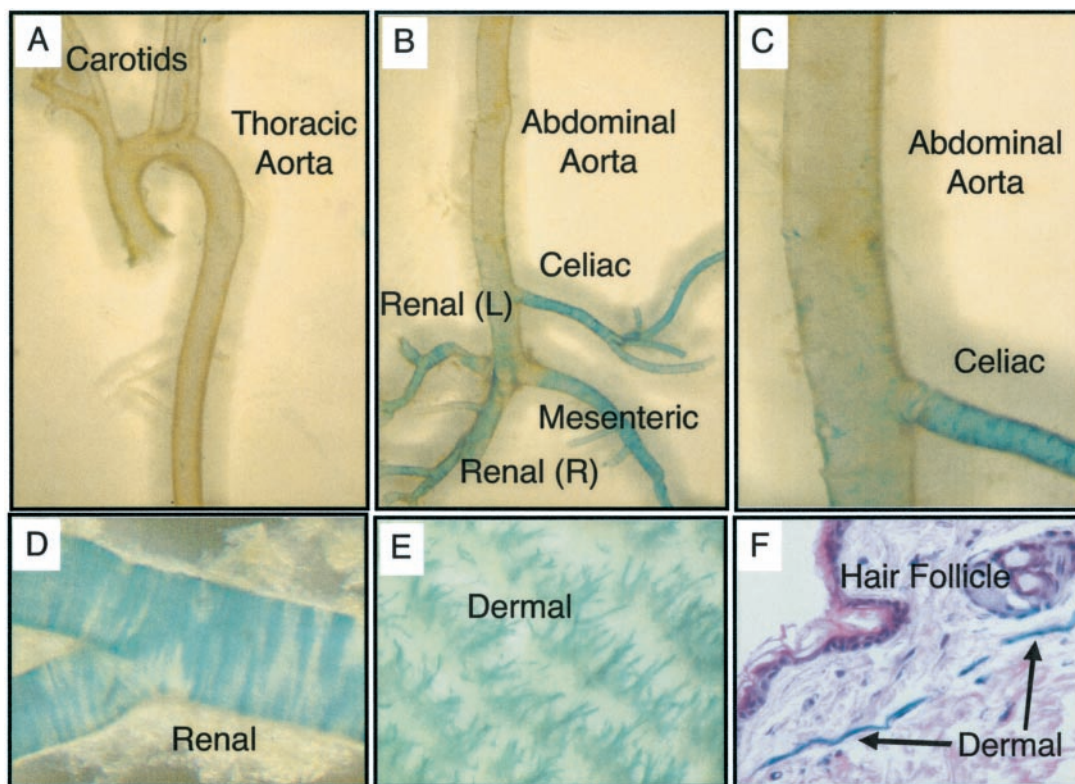 A
Carotids
Thoracic
Aorta
B
Abdominal
Aorta
Celiac
Renal (L)
Mesenteric
Renal (R)
C
Abdominal
Aorta
Celiac
D
Renal
E
Dermal
F
Hair Follicle
Dermal